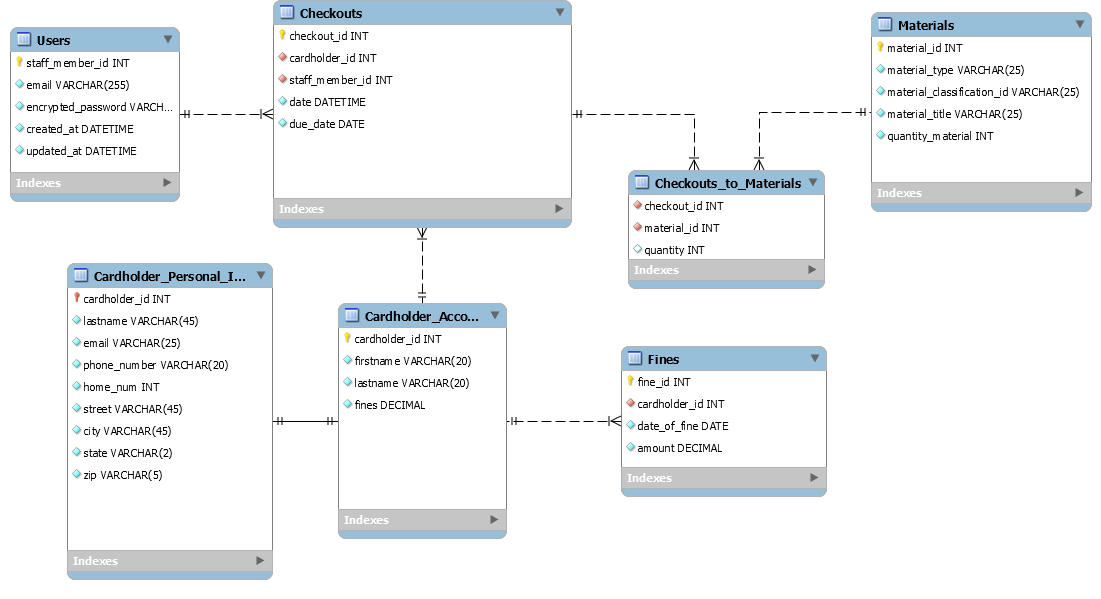 Users
staff_member_id INT
email VARCHAR(255)
encrypted_password VARCH...
created_at DATETIME
updated_at DATETIME
Indexes
Checkouts
checkout_id INT
cardholder_id INT
staff_member_id INT
date DATETIME
due_date DATE
Indexes
Materials
material_id INT
material_type VARCHAR(25)
material_classification_id VARCHAR(25)
material_title VARCHAR(25)
quantity_material INT
Indexes
Checkouts_to_Materials
checkout_id INT
material_id INT
quantity INT
Indexes
Cardholder_Personal_I...
cardholder_id INT
lastname VARCHAR(45)
email VARCHAR(25)
phone_number VARCHAR(20)
home_num INT
street VARCHAR(45)
city VARCHAR(45)
state VARCHAR(2)
zip VARCHAR(5)
Indexes
Cardholder_Acco...
cardholder_id INT
firstname VARCHAR(20)
lastname VARCHAR(20)
fines DECIMAL
Indexes
Fines
fine_id INT
cardholder_id INT
date_of_fine DATE
amount DECIMAL
Indexes